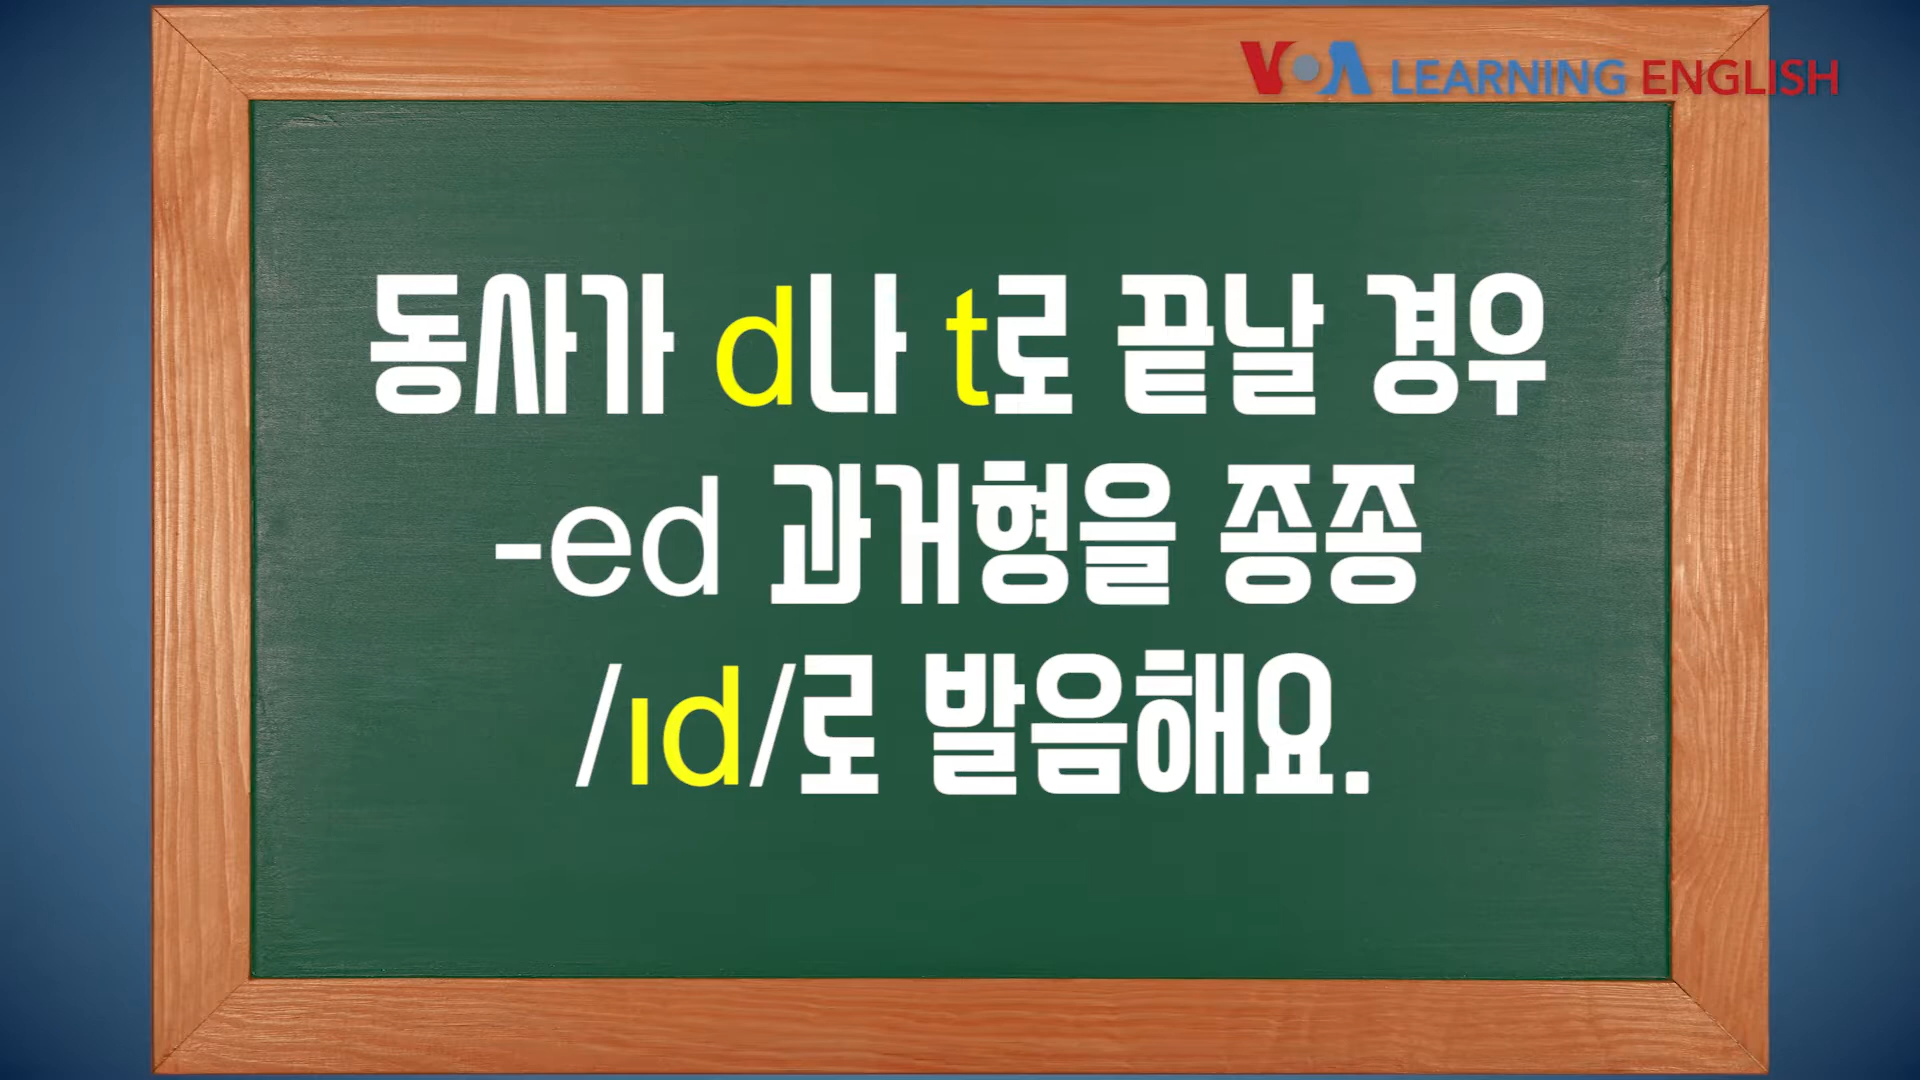 VOA LEARNING ENGLISH
동사가 d나 t로 끝날 경우
-ed 과거형을 종종
/ıd/로 발음해요.